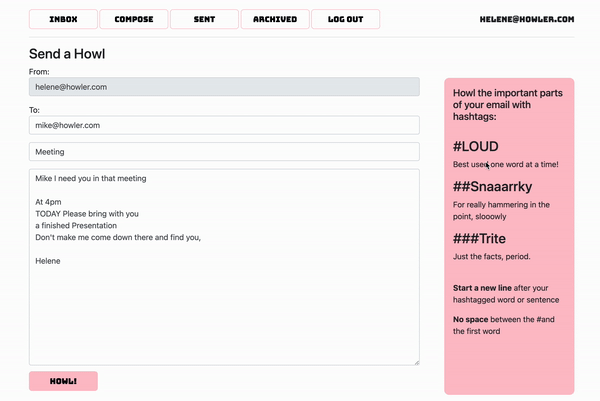 INBOX
COMPOSE
SENT
ARCHIVED
LOG OUT
HELENE@HOWLER.COM
Send a Howl
From:
helene@howler.com
To:
mike@howler.com
Meeting
Mike I need you in that meeting
At 4pm
TODAY Please bring with you
a finished Presentation
Don't make me come down there and find you,
Helene
HOWL!
Howl the important parts
of your email with
hashtags:
#LOUD
Best used one word at a time!
##Snaaarrky
For really hammering in the
point, slooowly
###Trite
Just the facts, period.
Start a new line after your
hashtagged word or sentence
No space between the #and
the first word